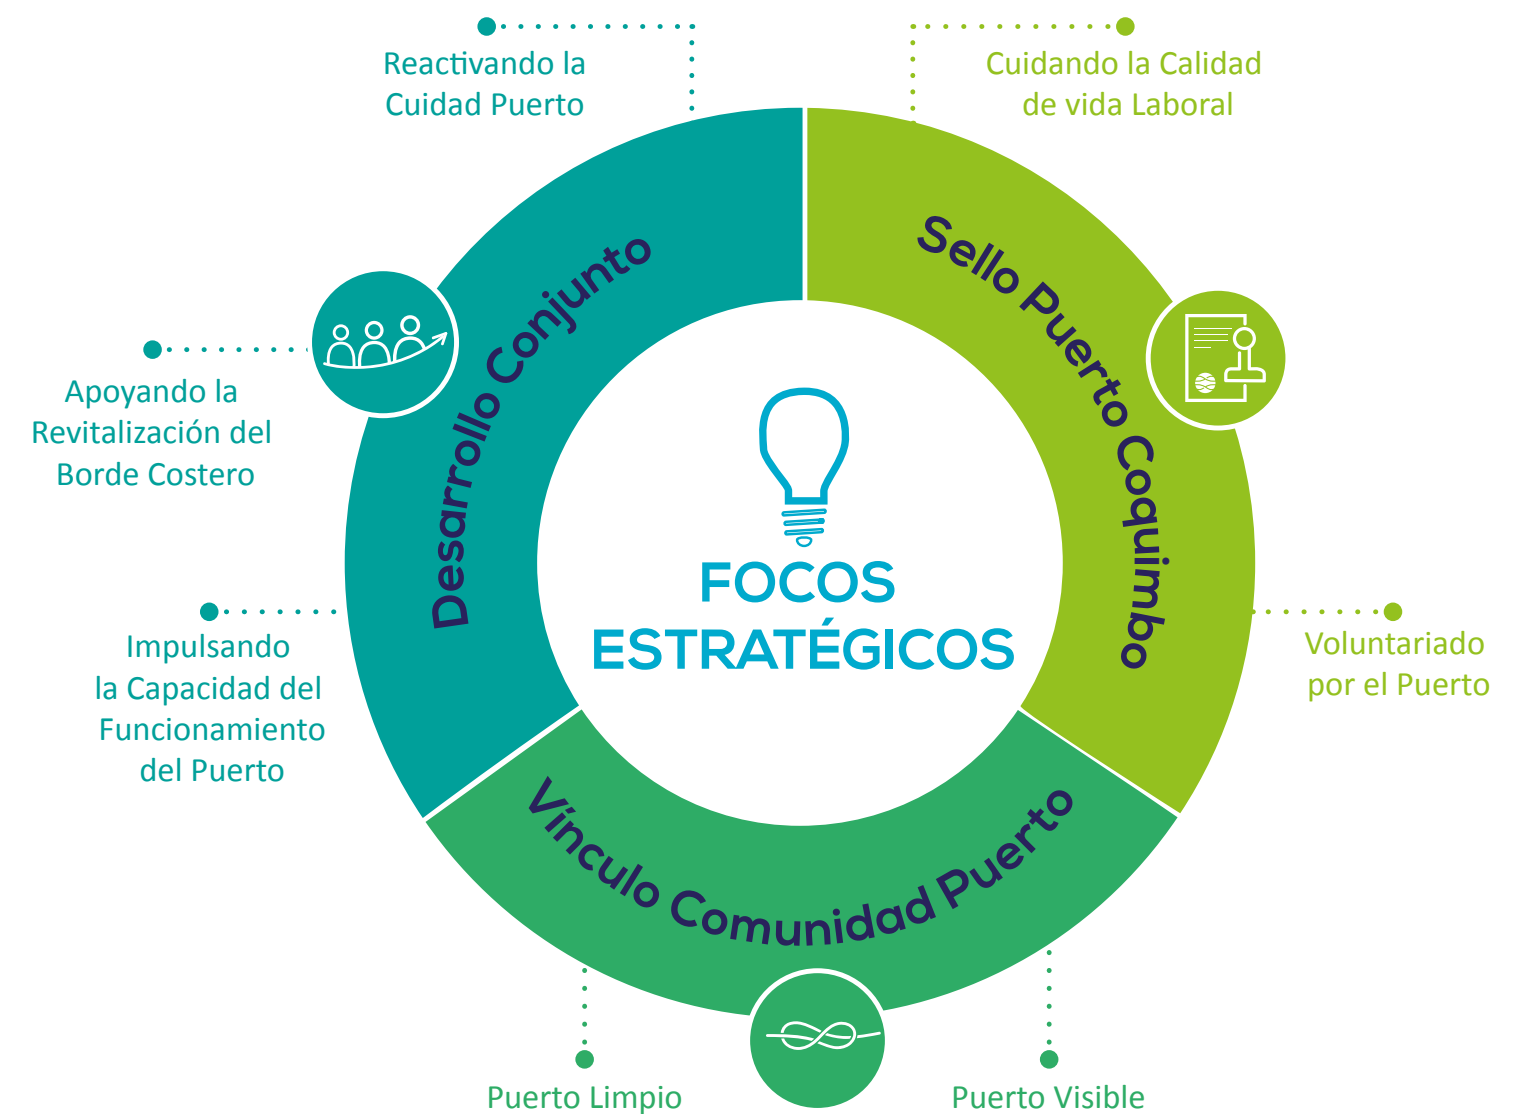 Reactivando la
Cuidad Puerto
Cuidando la Calidad
de vida Laboral
Desarrollo Conjunto
Sello Puerto Coquimbo
Apoyando la
Revitalización del
Borde Costero
FOCOS
ESTRATÉGICOS
Impulsando
la Capacidad del
Funcionamiento
del Puerto
Voluntariado
por el Puerto
Vínculo Comunidad Puerto
Puerto Limpio
Puerto Visible